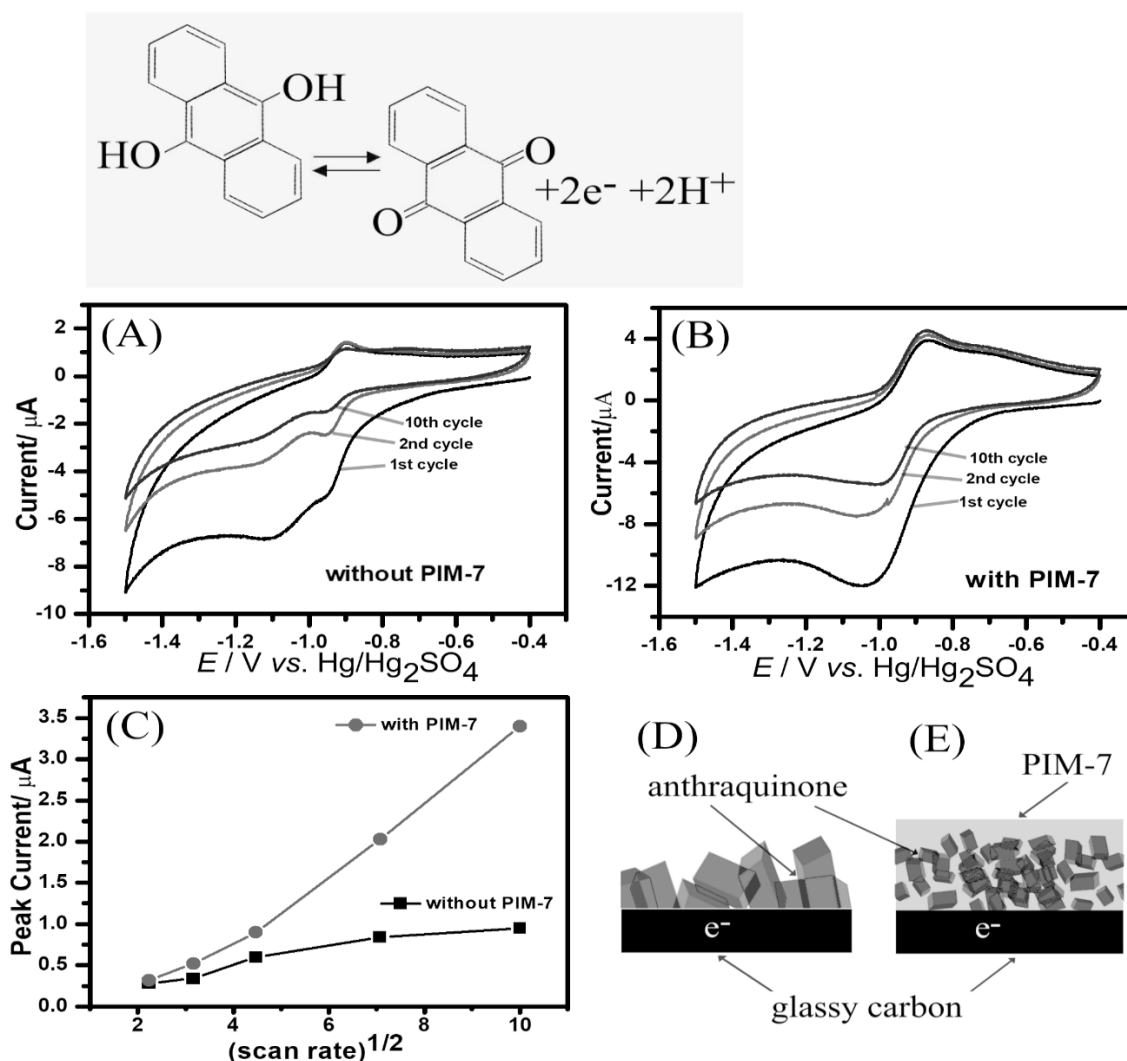 OH
HO
O
O
+2e⁻ +2H⁺
(A)
2
0
-2
-4
-6
-8
-10
Current/ μA
10th cycle
2nd cycle
1st cycle
without PIM-7
-1.6 -1.4 -1.2 -1.0 -0.8 -0.6 -0.4
E / V vs. Hg/Hg₂SO₄
(B)
4
0
-4
-8
-12
Current/μA
10th cycle
2nd cycle
1st cycle
with PIM-7
-1.6 -1.4 -1.2 -1.0 -0.8 -0.6 -0.4
E / V vs. Hg/Hg₂SO₄
(C)
3.5
3.0
2.5
2.0
1.5
1.0
0.5
0.0
Peak Current/ μA
with PIM-7
without PIM-7
2 4 6 8 10
(scan rate)^1/2
(D)
(E)
PIM-7
anthraquinone
e⁻
e⁻
glassy carbon